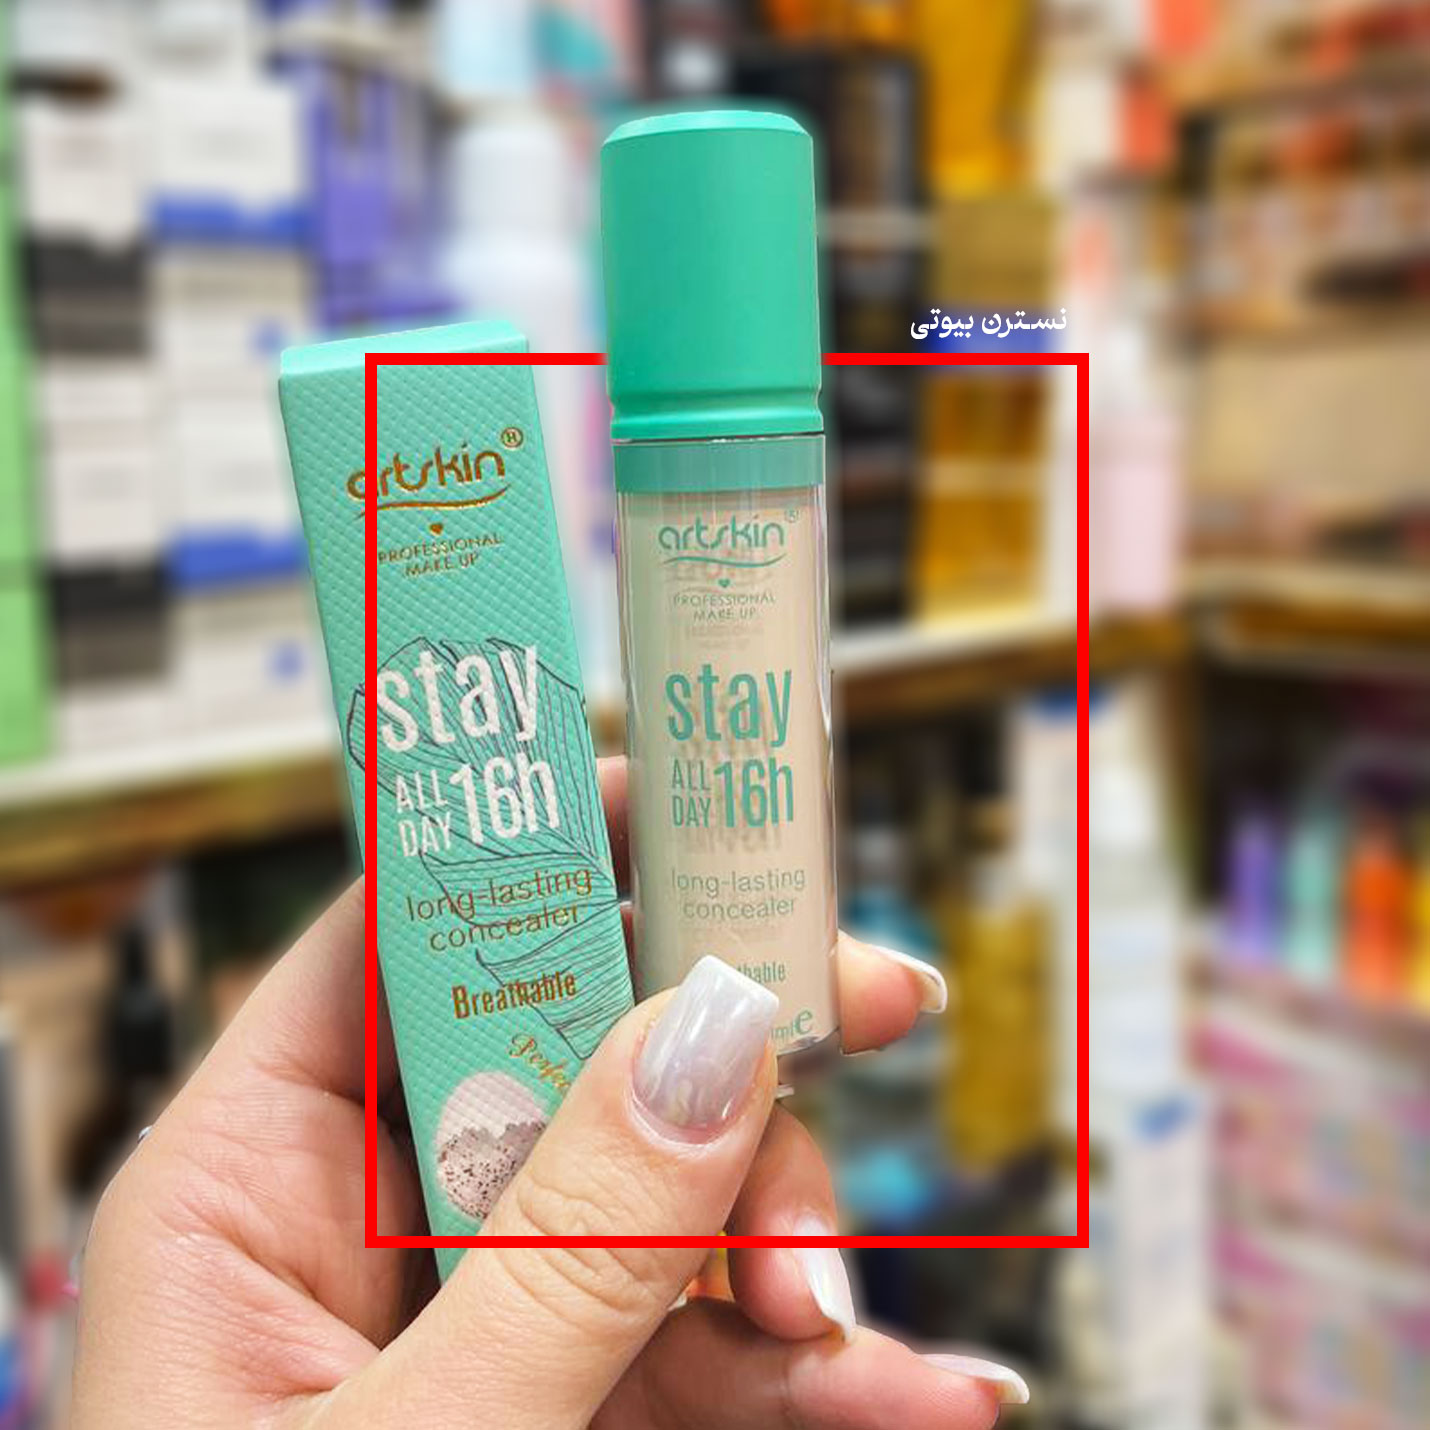 نسترن بیوتی
artskin®
PROFESSIONAL
MAKE UP
stay
ALL
DAY 16h
long-lasting
concealer
Breathable
artskin®
PROFESSIONAL
MAKE UP
stay
ALL
DAY 16h
long-lasting
concealer